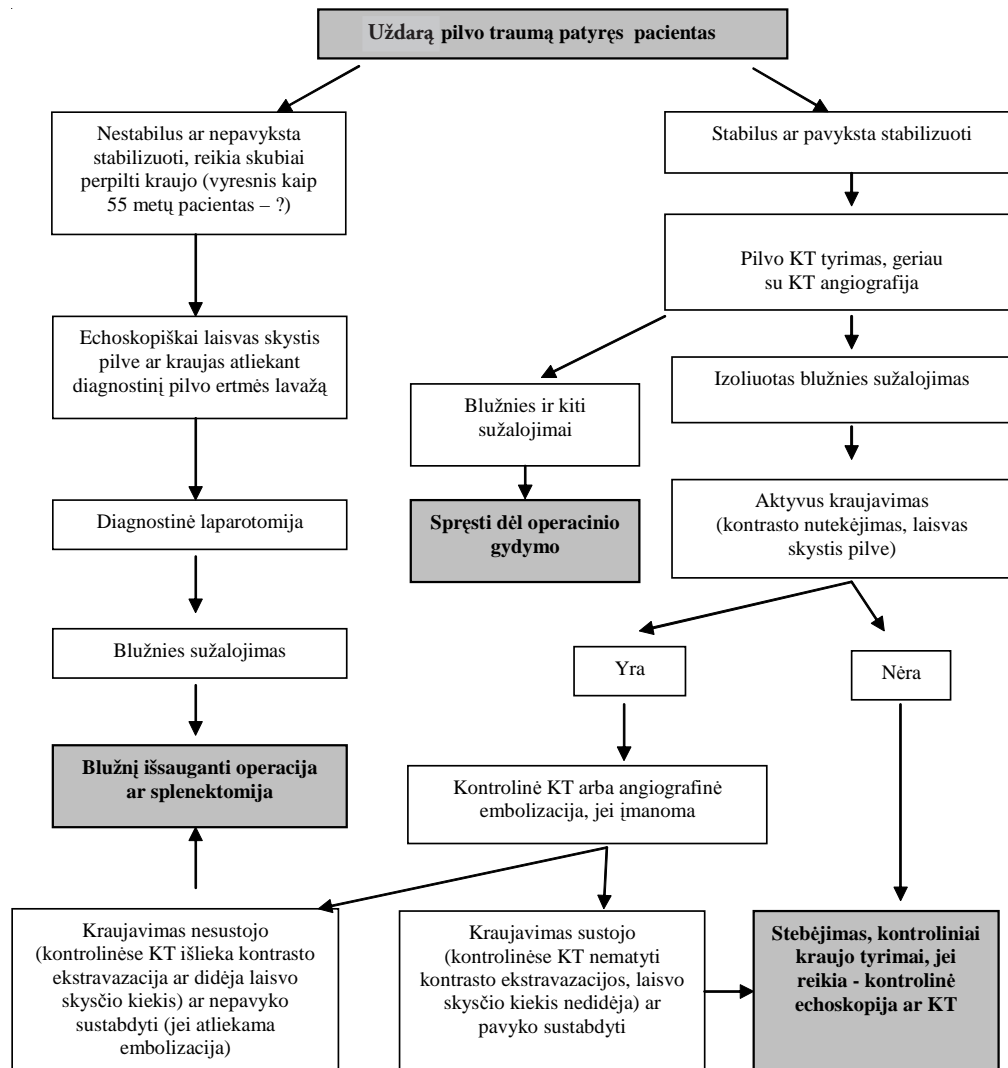 Uždarą pilvo traumą patyręs pacientas
Nestabilus ar nepavyksta
stabilizuoti, reikia skubiai
perpilti kraujo (vyresnis kaip
55 metų pacientas – ?)
Stabilus ar pavyksta stabilizuoti
Pilvo KT tyrimas, geriau
su KT angiografija
Echoskopiškai laisvas skystis
pilve ar kraujas atliekant
diagnostinį pilvo ertmės lavažą
Blužnies ir kiti
sužalojimai
Izoliuotas blužnies sužalojimas
Diagnostinė laparotomija
Spręsti dėl operacinio
gydymo
Aktyvus kraujavimas
(kontrasto nutekėjimas, laisvas
skystis pilve)
Blužnies sužalojimas
Yra
Nėra
Blužnį išsauganti operacija
ar splenektomija
Kontrolinė KT arba angiografinė
embolizacija, jei įmanoma
Kraujavimas nesustojo
(kontrolinėse KT išlieka kontrasto
ekstravazacija ar didėja laisvo
skysčio kiekis) ar nepavyko
sustabdyti (jei atliekama
embolizacija)
Kraujavimas sustojo
(kontrolinėse KT nematyti
kontrasto ekstravazacijos, laisvo
skysčio kiekis nedidėja) ar
pavyko sustabdyti
Stebėjimas, kontroliniai
kraujo tyrimai, jei
reikia - kontrolinė
echoskopija ar KT